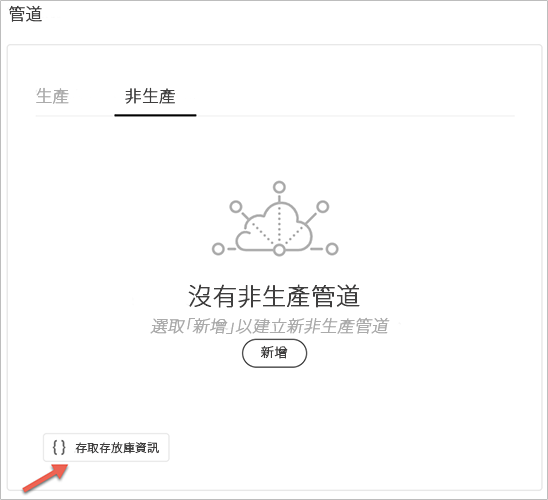 管道
生產 非生產
沒有非生產管道
選取「新增」以建立新非生產管道
新增
{ } 存取存放庫資訊